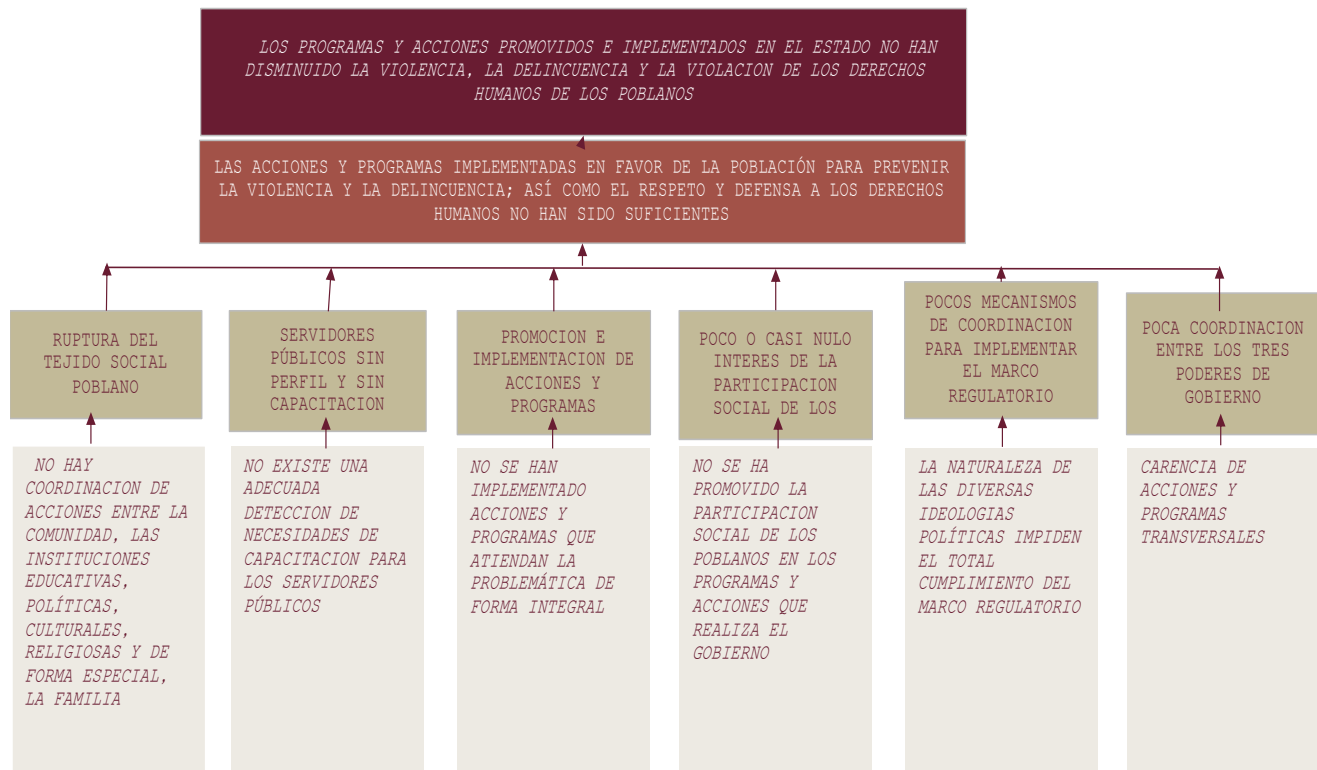 LOS PROGRAMAS Y ACCIONES PROMOVIDOS E IMPLEMENTADOS EN EL ESTADO NO HAN
DISMINUIDO LA VIOLENCIA, LA DELINCUENCIA Y LA VIOLACION DE LOS DERECHOS
HUMANOS DE LOS POBLANOS
LAS ACCIONES Y PROGRAMAS IMPLEMENTADAS EN FAVOR DE LA POBLACIÓN PARA PREVENIR
LA VIOLENCIA Y LA DELINCUENCIA; ASÍ COMO EL RESPETO Y DEFENSA A LOS DERECHOS
HUMANOS NO HAN SIDO SUFICIENTES
RUPTURA DEL
TEJIDO SOCIAL
POBLANO
SERVIDORES
PÚBLICOS SIN
PERFIL Y SIN
CAPACITACION
PROMOCION E
IMPLEMENTACION DE
ACCIONES Y
PROGRAMAS
POCO O CASI NULO
INTERES DE LA
PARTICIPACION
SOCIAL DE LOS
POCOS MECANISMOS
DE COORDINACION
PARA IMPLEMENTAR
EL MARCO
REGULATORIO
POCA COORDINACION
ENTRE LOS TRES
PODERES DE
GOBIERNO
NO HAY
COORDINACION DE
ACCIONES ENTRE LA
COMUNIDAD, LAS
INSTITUCIONES
EDUCATIVAS,
POLÍTICAS,
CULTURALES,
RELIGIOSAS Y DE
FORMA ESPECIAL,
LA FAMILIA
NO EXISTE UNA
ADECUADA
DETECCION DE
NECESIDADES DE
CAPACITACION PARA
LOS SERVIDORES
PÚBLICOS
NO SE HAN
IMPLEMENTADO
ACCIONES Y
PROGRAMAS QUE
ATIENDAN LA
PROBLEMÁTICA DE
FORMA INTEGRAL
NO SE HA
PROMOVIDO LA
PARTICIPACION
SOCIAL DE LOS
POBLANOS EN LOS
PROGRAMAS Y
ACCIONES QUE
REALIZA EL
GOBIERNO
LA NATURALEZA DE
LAS DIVERSAS
IDEOLOGIAS
POLÍTICAS IMPIDEN
EL TOTAL
CUMPLIMIENTO DEL
MARCO REGULATORIO
CARENCIA DE
ACCIONES Y
PROGRAMAS
TRANSVERSALES